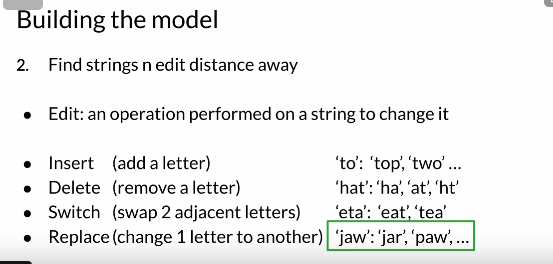 Building the model
2. Find strings n edit distance away
• Edit: an operation performed on a string to change it
• Insert (add a letter) ‘to’: ‘top’, ‘two’ ...
• Delete (remove a letter) ‘hat’: ‘ha’, ‘at’, ‘ht’
• Switch (swap 2 adjacent letters) ‘eta’: ‘eat’, ‘tea’
• Replace (change 1 letter to another) ‘jaw’: ‘jar’, ‘paw’, ...